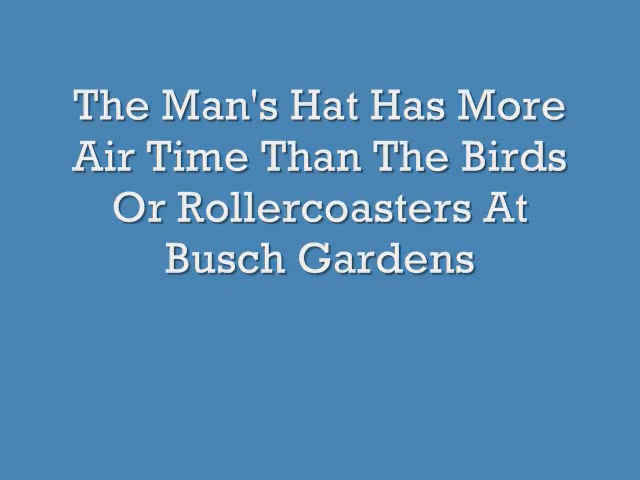 The Man's Hat Has More
Air Time Than The Birds
Or Rollercoasters At
Busch Gardens